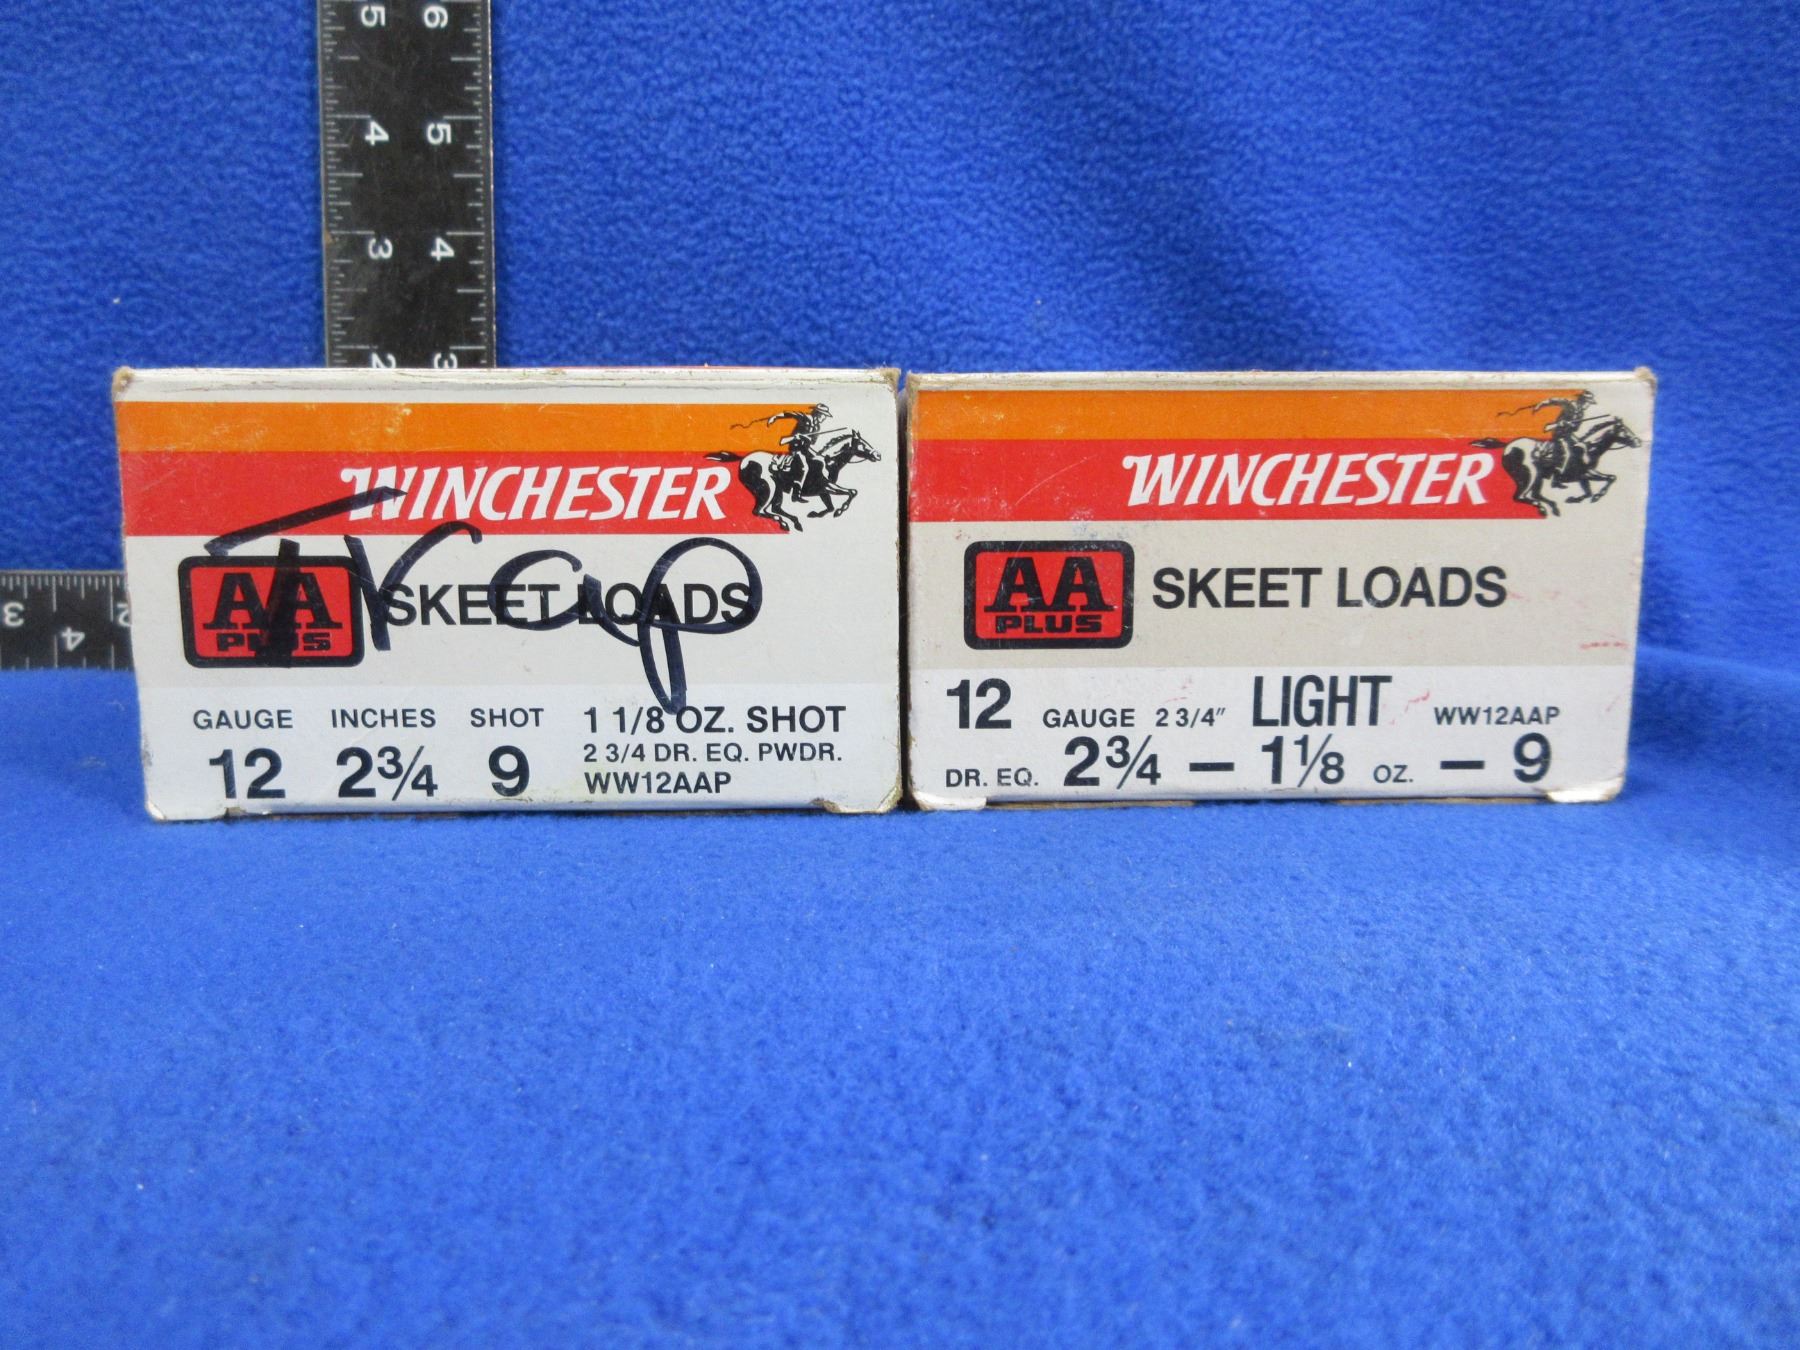 5 6
4 5
3 4
2 3
3 4 2
WINCHESTER
Trap
AA PLUS SKEET LOADS
GAUGE INCHES SHOT 1 1/8 OZ. SHOT
2 3/4 DR. EQ. PWDR.
12 2¾ 9 WW12AAP
WINCHESTER
AA PLUS SKEET LOADS
12 GAUGE 2 3/4" LIGHT WW12AAP
DR. EQ. 2¾ – 1⅛ OZ. – 9